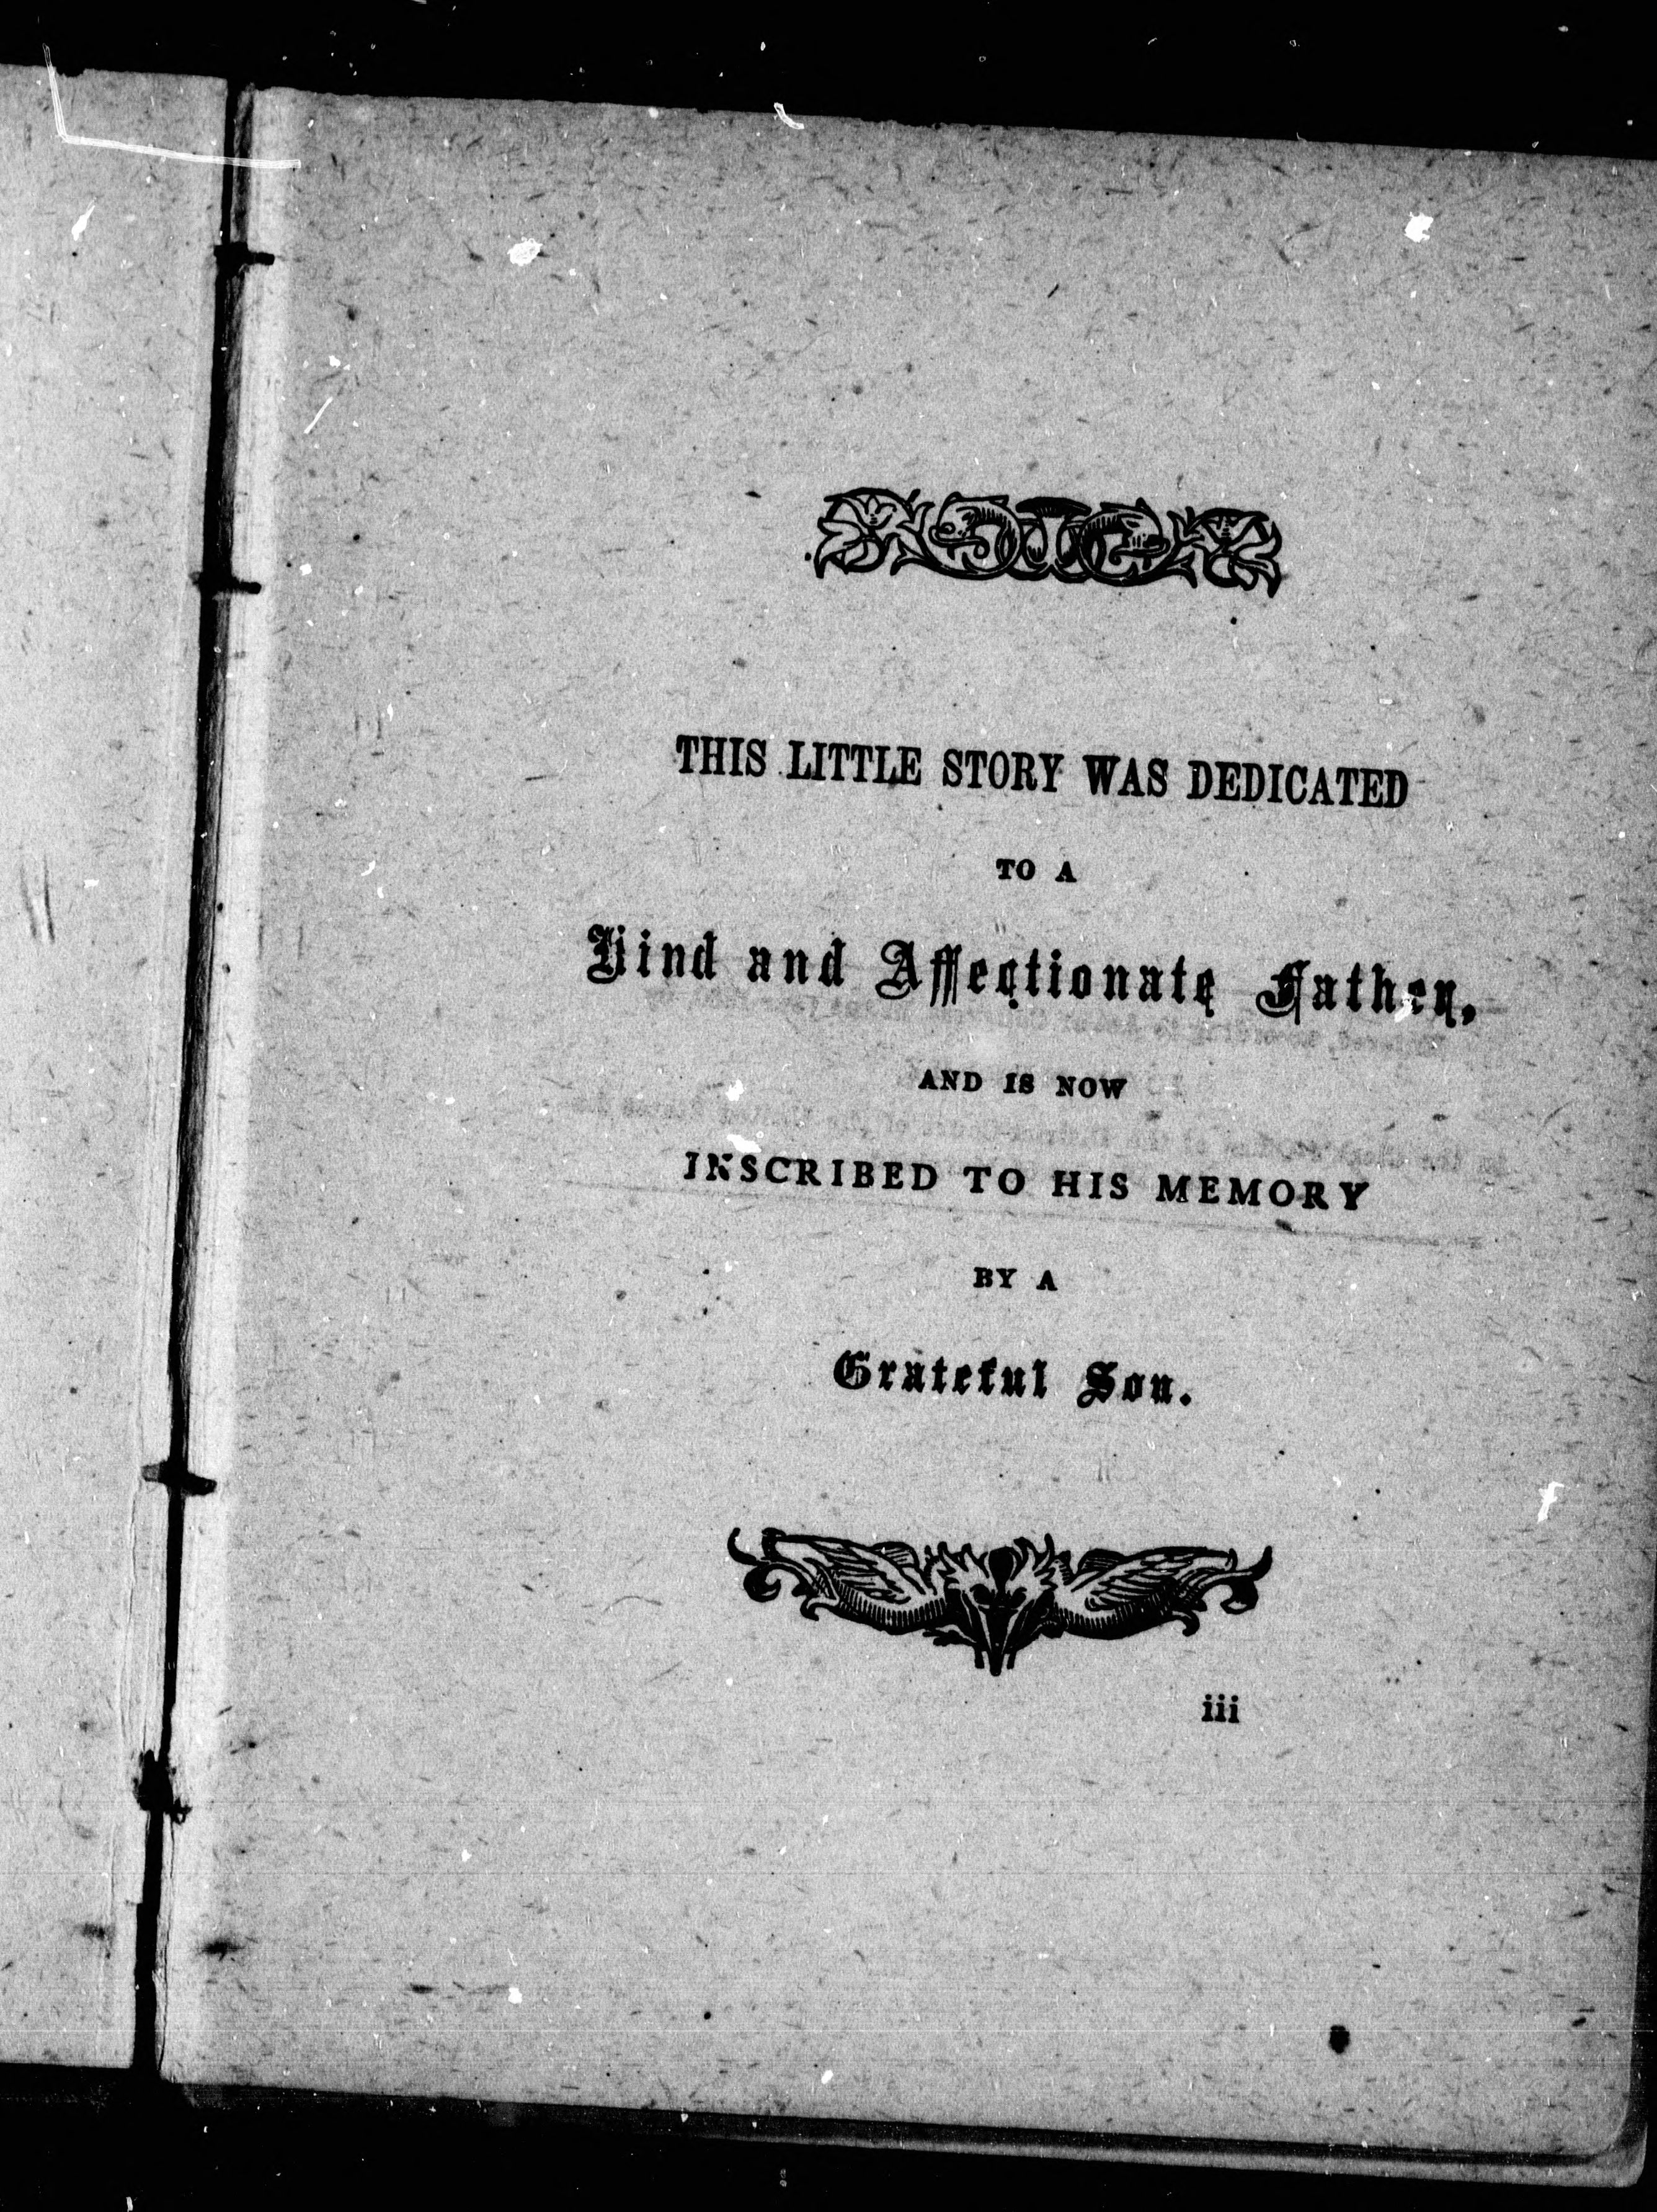 THIS LITTLE STORY WAS DEDICATED
TO A
Kind and Affectionate Father,
AND IS NOW
INSCRIBED TO HIS MEMORY
BY A
Grateful Son.
iii